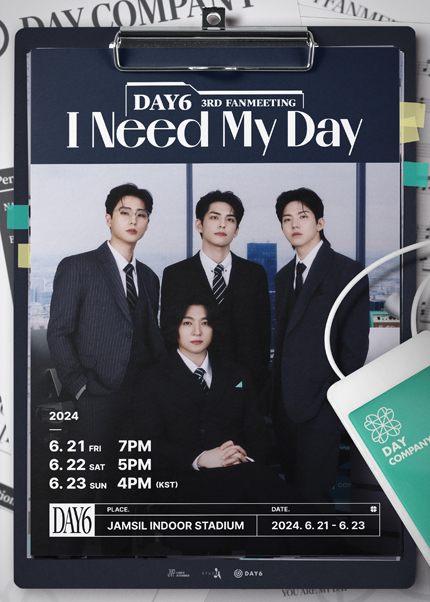 DAY COMPANY
FANMEET
DAY6 3RD FANMEETING
I Need My Day
2024
6. 21 FRI 7PM
6. 22 SAT 5PM
6. 23 SUN 4PM (KST)
DAY6
PLACE.
JAMSIL INDOOR STADIUM
DATE.
2024. 6. 21 - 6. 23
DAY
COMPANY
DAY6